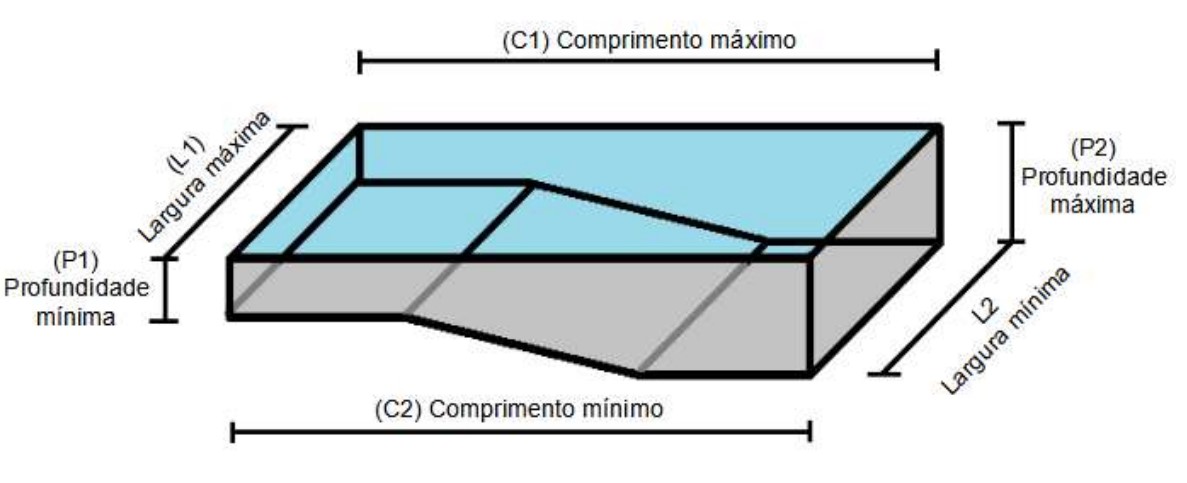 (C1) Comprimento máximo
(L1)
Largura máxima
(P2)
Profundidade
máxima
(P1)
Profundidade
mínima
L2
Largura mínima
(C2) Comprimento mínimo